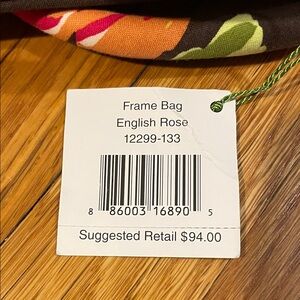 Frame Bag
English Rose
12299-133
8 86003 16890 5
Suggested Retail $94.00